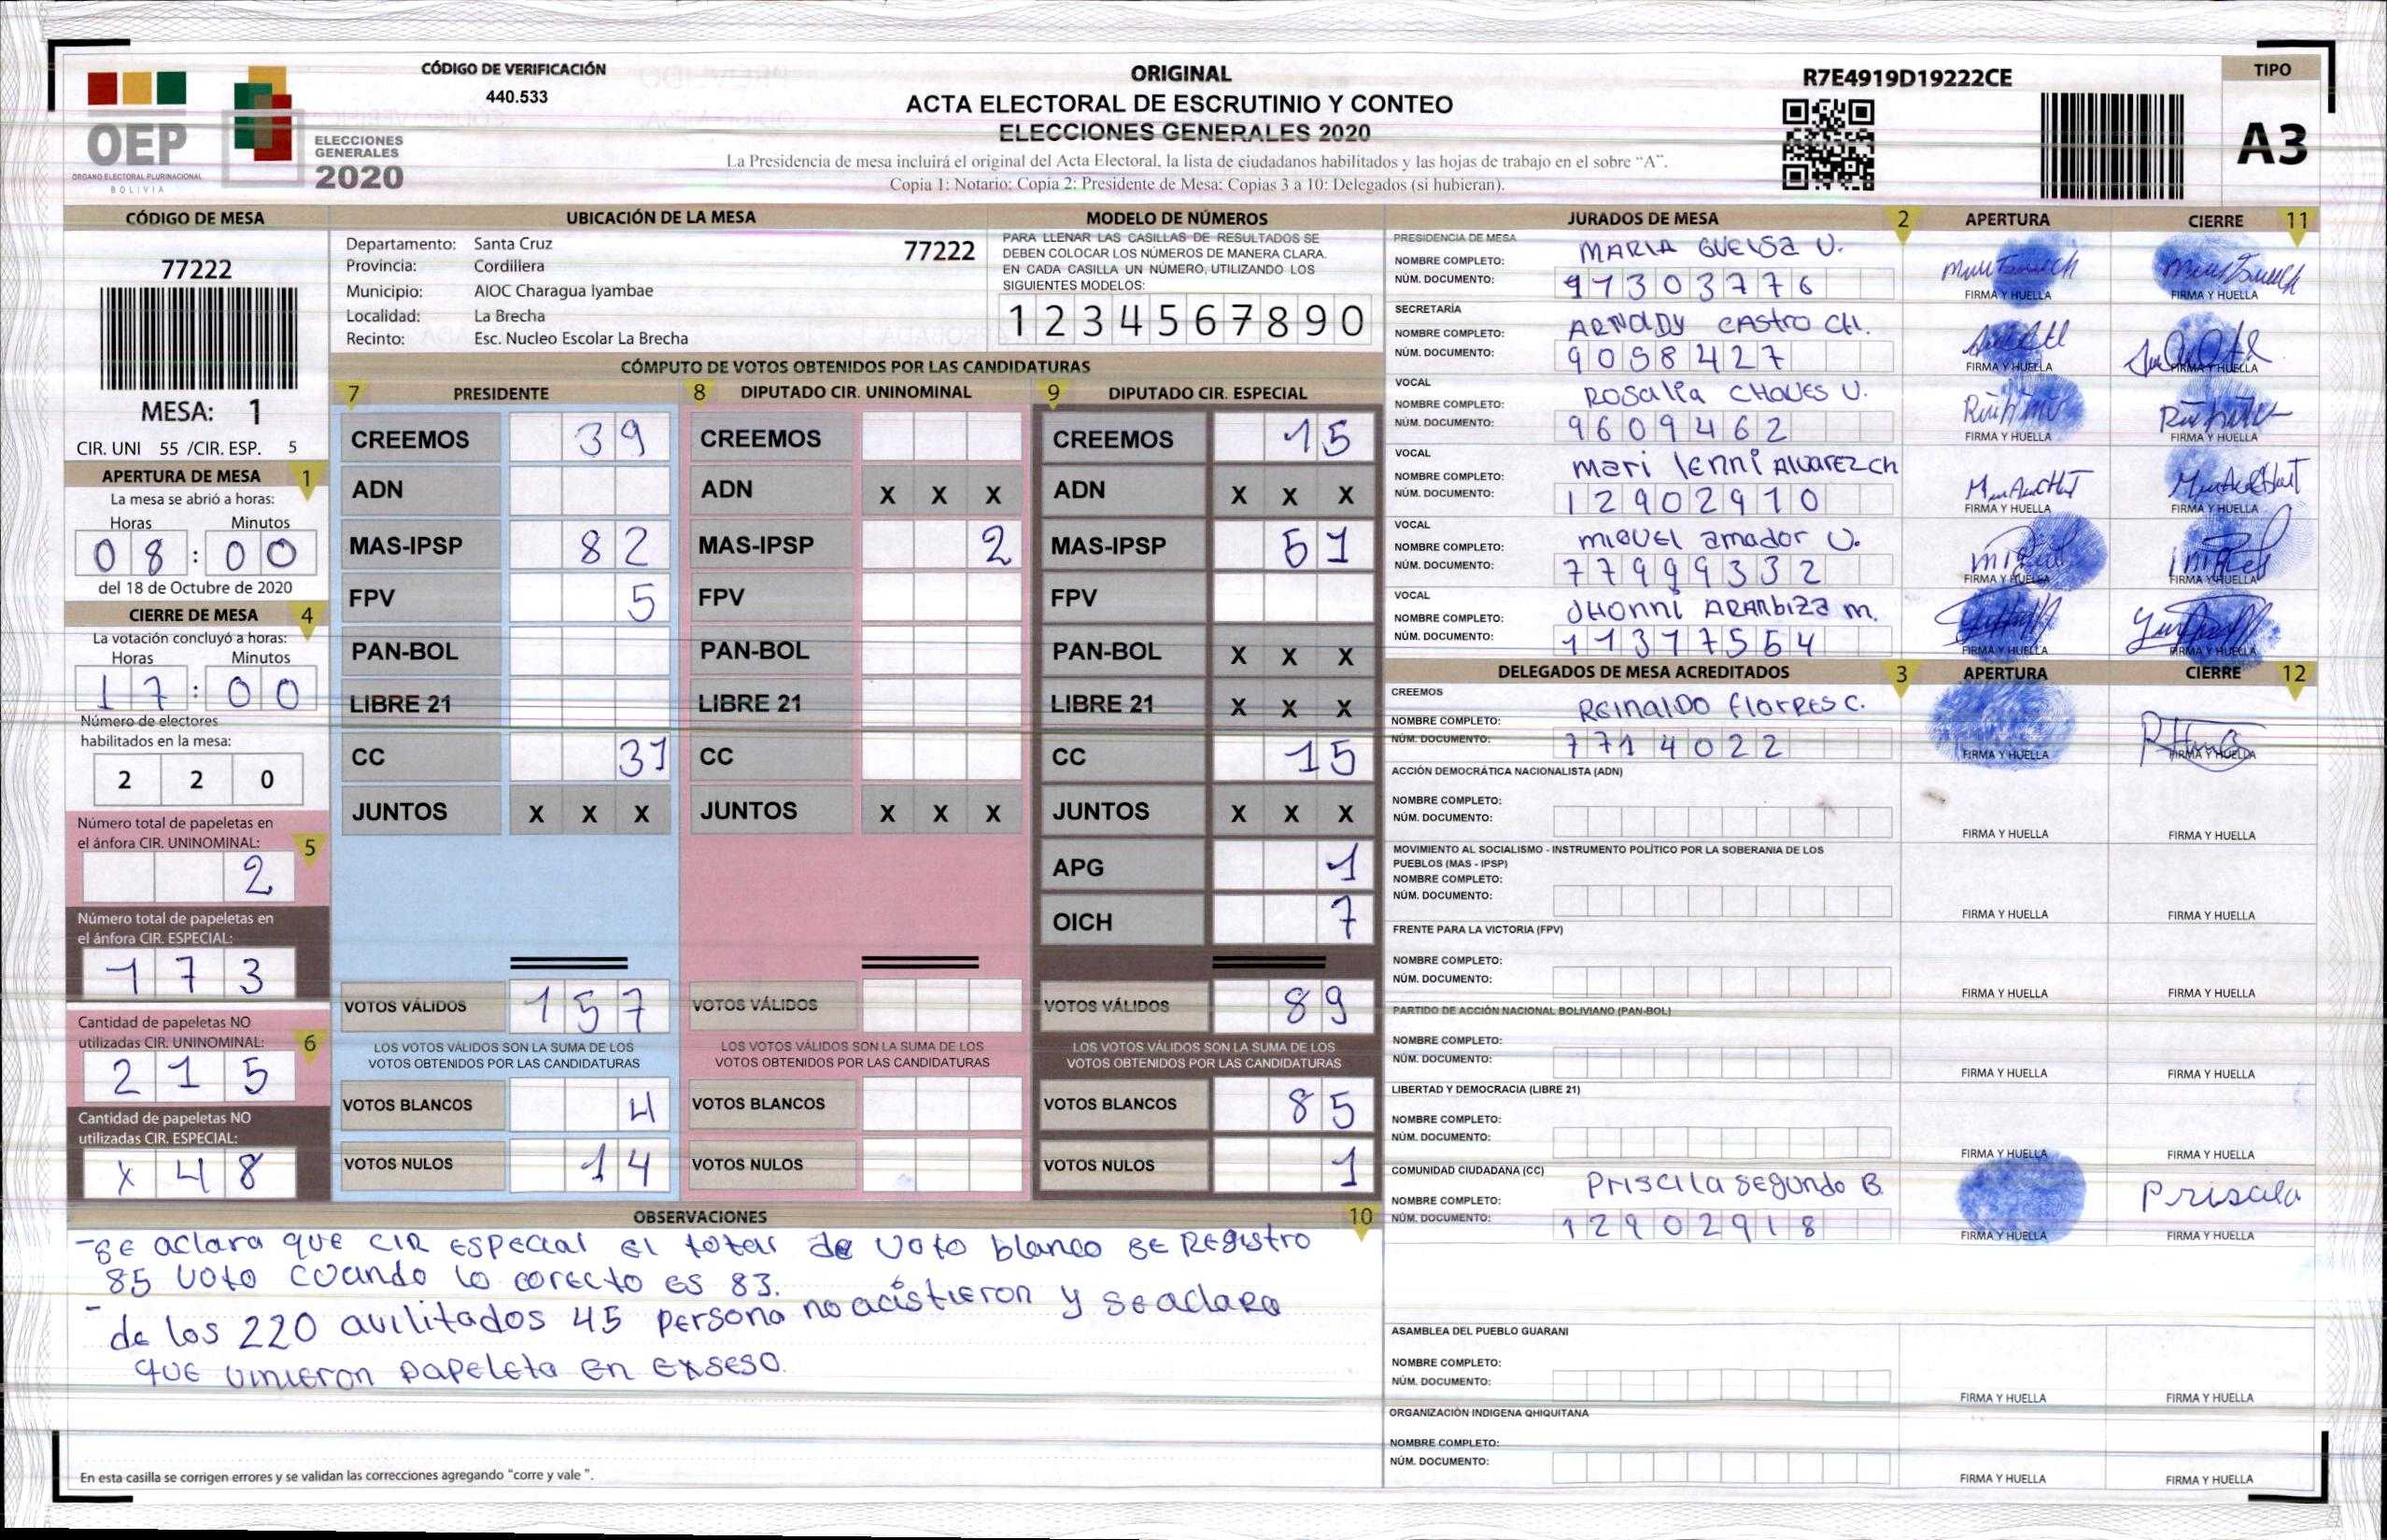 CÓDIGO DE VERIFICACIÓN
440.533
OEP
ÓRGANO ELECTORAL PLURINACIONAL
BOLIVIA
ELECCIONES
GENERALES
2020
ORIGINAL
ACTA ELECTORAL DE ESCRUTINIO Y CONTEO
ELECCIONES GENERALES 2020
La Presidencia de mesa incluirá el original del Acta Electoral, la lista de ciudadanos habilitados y las hojas de trabajo en el sobre "A".
Copia 1: Notario; Copia 2: Presidente de Mesa; Copias 3 a 10: Delegados (si hubieran).
R7E4919D19222CE
TIPO
A3
CÓDIGO DE MESA
77222
MESA: 1
CIR. UNI 55 /CIR. ESP. 5
APERTURA DE MESA 1
La mesa se abrió a horas:
Horas Minutos
08:00
del 18 de Octubre de 2020
CIERRE DE MESA 4
La votación concluyó a horas:
Horas Minutos
17:00
Número de electores
habilitados en la mesa:
2 2 0
Número total de papeletas en
el ánfora CIR. UNINOMINAL: 5
2
Número total de papeletas en
el ánfora CIR. ESPECIAL:
1 7 3
Cantidad de papeletas NO
utilizadas CIR. UNINOMINAL: 6
2 1 5
Cantidad de papeletas NO
utilizadas CIR. ESPECIAL:
X 4 8
UBICACIÓN DE LA MESA
Departamento: Santa Cruz 77222
Provincia: Cordillera
Municipio: AIOC Charagua Iyambae
Localidad: La Brecha
Recinto: Esc. Nucleo Escolar La Brecha
MODELO DE NÚMEROS
PARA LLENAR LAS CASILLAS DE RESULTADOS SE
DEBEN COLOCAR LOS NÚMEROS DE MANERA CLARA.
EN CADA CASILLA UN NÚMERO, UTILIZANDO LOS
SIGUIENTES MODELOS:
1 2 3 4 5 6 7 8 9 0
CÓMPUTO DE VOTOS OBTENIDOS POR LAS CANDIDATURAS
7 PRESIDENTE
CREEMOS 39
ADN
MAS-IPSP 82
FPV 5
PAN-BOL
LIBRE 21
CC 31
JUNTOS X X X
VOTOS VÁLIDOS 157
LOS VOTOS VÁLIDOS SON LA SUMA DE LOS
VOTOS OBTENIDOS POR LAS CANDIDATURAS
VOTOS BLANCOS 4
VOTOS NULOS 14
8 DIPUTADO CIR. UNINOMINAL
CREEMOS
ADN X X X
MAS-IPSP 2
FPV
PAN-BOL
LIBRE 21
CC
JUNTOS X X X
VOTOS VÁLIDOS
LOS VOTOS VÁLIDOS SON LA SUMA DE LOS
VOTOS OBTENIDOS POR LAS CANDIDATURAS
VOTOS BLANCOS
VOTOS NULOS
9 DIPUTADO CIR. ESPECIAL
CREEMOS 15
ADN X X X
MAS-IPSP 51
FPV
PAN-BOL X X X
LIBRE 21 X X X
CC 15
JUNTOS X X X
APG 1
OICH 7
VOTOS VÁLIDOS 89
LOS VOTOS VÁLIDOS SON LA SUMA DE LOS
VOTOS OBTENIDOS POR LAS CANDIDATURAS
VOTOS BLANCOS 85
VOTOS NULOS 1
OBSERVACIONES 10
- SE aclara que CIR ESPECIAL El total de voto blanco SE REgistro
85 voto cuando lo corecto es 83.
- de los 220 avilitados 45 persona no acistieron y se aclara
que vinieron papeleta en exseso.
En esta casilla se corrigen errores y se validan las correcciones agregando "corre y vale ".
JURADOS DE MESA 2 APERTURA CIERRE 11
PRESIDENCIA DE MESA
NOMBRE COMPLETO: MARIA GUEISA V.
NÚM. DOCUMENTO: 91303776
FIRMA Y HUELLA FIRMA Y HUELLA
SECRETARÍA
NOMBRE COMPLETO: ARNOLDY CASTRO CH.
NÚM. DOCUMENTO: 9058427
FIRMA Y HUELLA FIRMA Y HUELLA
VOCAL
NOMBRE COMPLETO: Rosalia CHAVES V.
NÚM. DOCUMENTO: 9609462
FIRMA Y HUELLA FIRMA Y HUELLA
VOCAL
NOMBRE COMPLETO: Mari lenni ALVAREZ ch
NÚM. DOCUMENTO: 12902910
FIRMA Y HUELLA FIRMA Y HUELLA
VOCAL
NOMBRE COMPLETO: miguel amador V.
NÚM. DOCUMENTO: 77999332
FIRMA Y HUELLA FIRMA Y HUELLA
VOCAL
NOMBRE COMPLETO: JHONNI ARANbiza m.
NÚM. DOCUMENTO: 11317554
FIRMA Y HUELLA FIRMA Y HUELLA
DELEGADOS DE MESA ACREDITADOS 3 APERTURA CIERRE 12
CREEMOS
NOMBRE COMPLETO: REINALDO flORES C.
NÚM. DOCUMENTO: 7714022
FIRMA Y HUELLA FIRMA Y HUELLA
ACCIÓN DEMOCRÁTICA NACIONALISTA (ADN)
NOMBRE COMPLETO:
NÚM. DOCUMENTO:
FIRMA Y HUELLA FIRMA Y HUELLA
MOVIMIENTO AL SOCIALISMO - INSTRUMENTO POLÍTICO POR LA SOBERANIA DE LOS
PUEBLOS (MAS - IPSP)
NOMBRE COMPLETO:
NÚM. DOCUMENTO:
FIRMA Y HUELLA FIRMA Y HUELLA
FRENTE PARA LA VICTORIA (FPV)
NOMBRE COMPLETO:
NÚM. DOCUMENTO:
FIRMA Y HUELLA FIRMA Y HUELLA
PARTIDO DE ACCIÓN NACIONAL BOLIVIANO (PAN-BOL)
NOMBRE COMPLETO:
NÚM. DOCUMENTO:
FIRMA Y HUELLA FIRMA Y HUELLA
LIBERTAD Y DEMOCRACIA (LIBRE 21)
NOMBRE COMPLETO:
NÚM. DOCUMENTO:
FIRMA Y HUELLA FIRMA Y HUELLA
COMUNIDAD CIUDADANA (CC)
NOMBRE COMPLETO: Priscila segundo B.
NÚM. DOCUMENTO: 12902918
Priscila
FIRMA Y HUELLA FIRMA Y HUELLA
ASAMBLEA DEL PUEBLO GUARANI
NOMBRE COMPLETO:
NÚM. DOCUMENTO:
FIRMA Y HUELLA FIRMA Y HUELLA
ORGANIZACIÓN INDIGENA QHIQUITANA
NOMBRE COMPLETO:
NÚM. DOCUMENTO:
FIRMA Y HUELLA FIRMA Y HUELLA